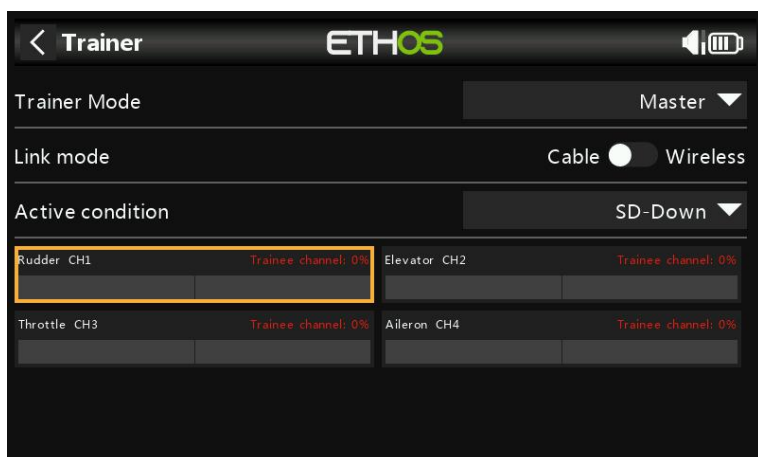 Trainer ETHOS
Trainer Mode Master
Link mode Cable Wireless
Active condition SD-Down
Rudder CH1 Trainee channel: 0% Elevator CH2 Trainee channel: 0%
Throttle CH3 Trainee channel: 0% Aileron CH4 Trainee channel: 0%